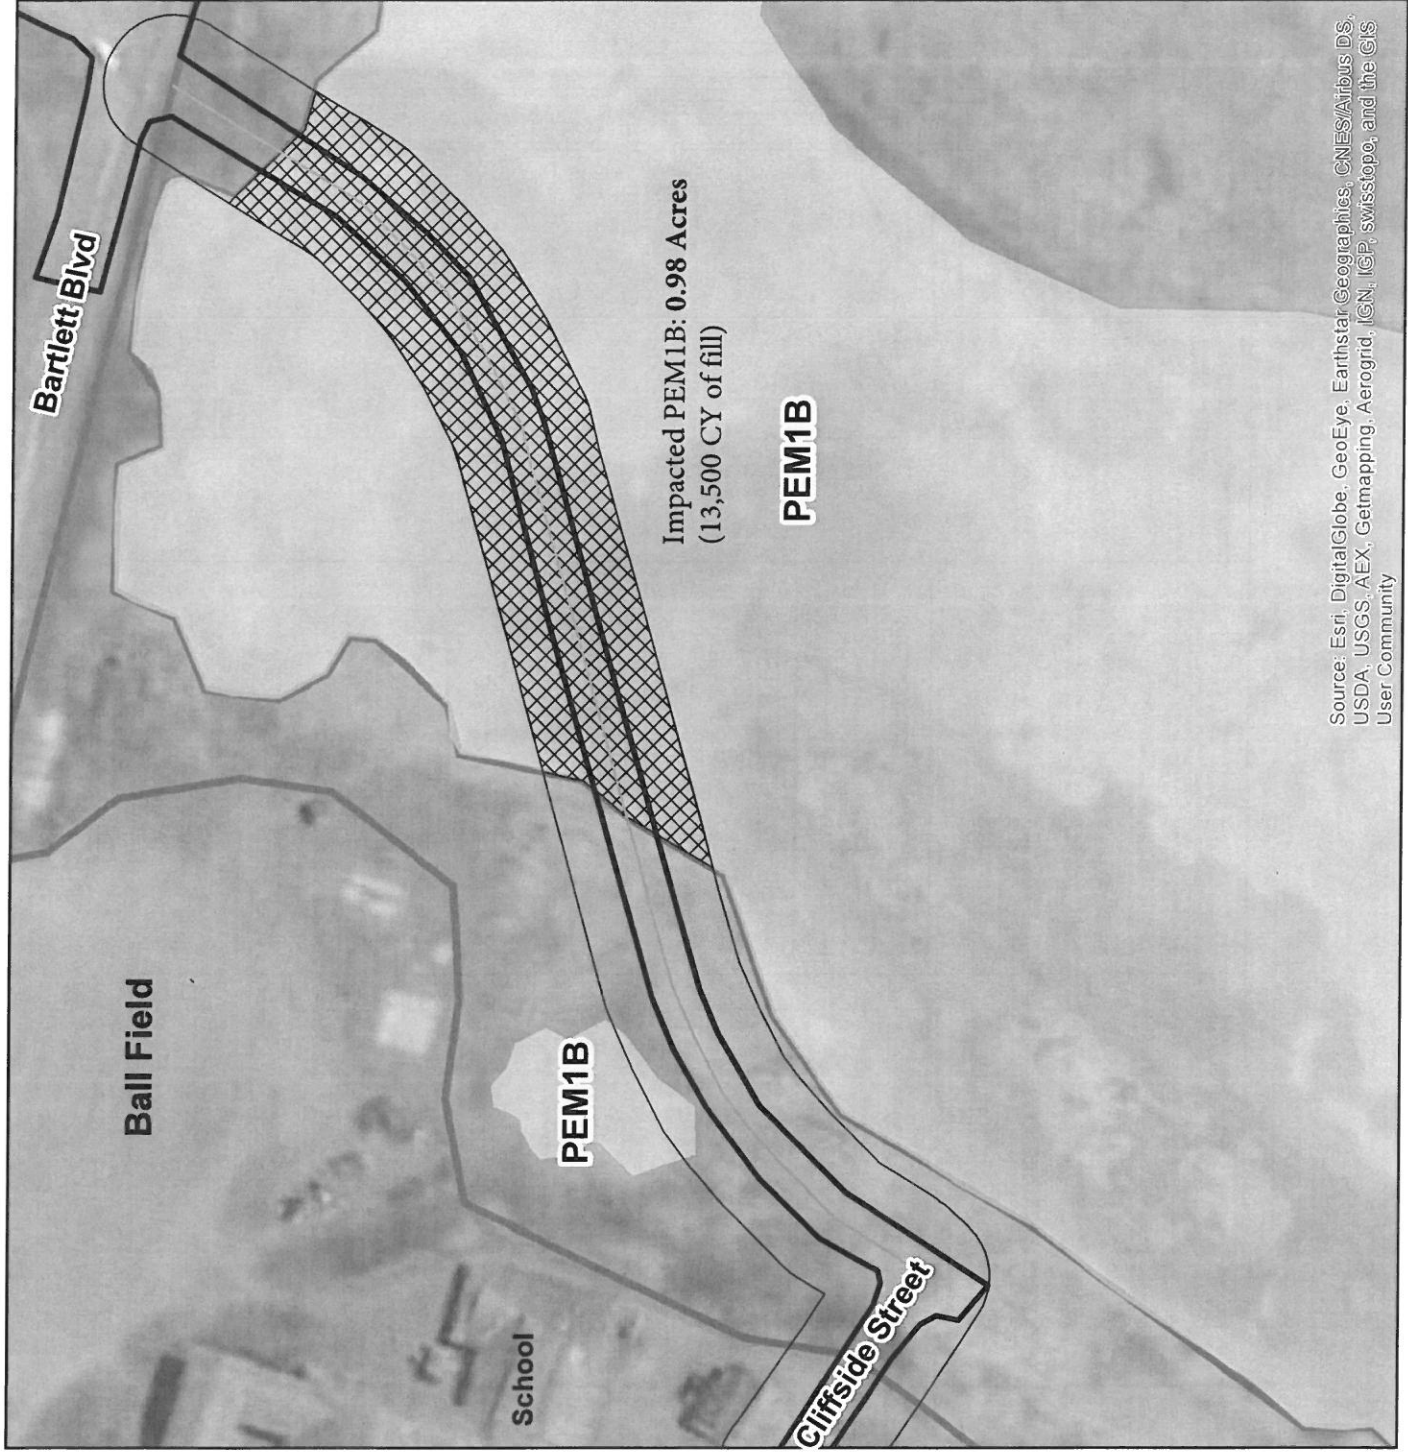 Bartlett Blvd
Ball Field
Impacted PEM1B: 0.98 Acres
(13,500 CY of fill)
PEM1B
PEM1B
School
Cliffside Street
Source: Esri, DigitalGlobe, GeoEye, Earthstar Geographics, CNES/Airbus DS,
USDA, USGS, AEX, Getmapping, Aerogrid, IGN, IGP, swisstopo, and the GIS
User Community